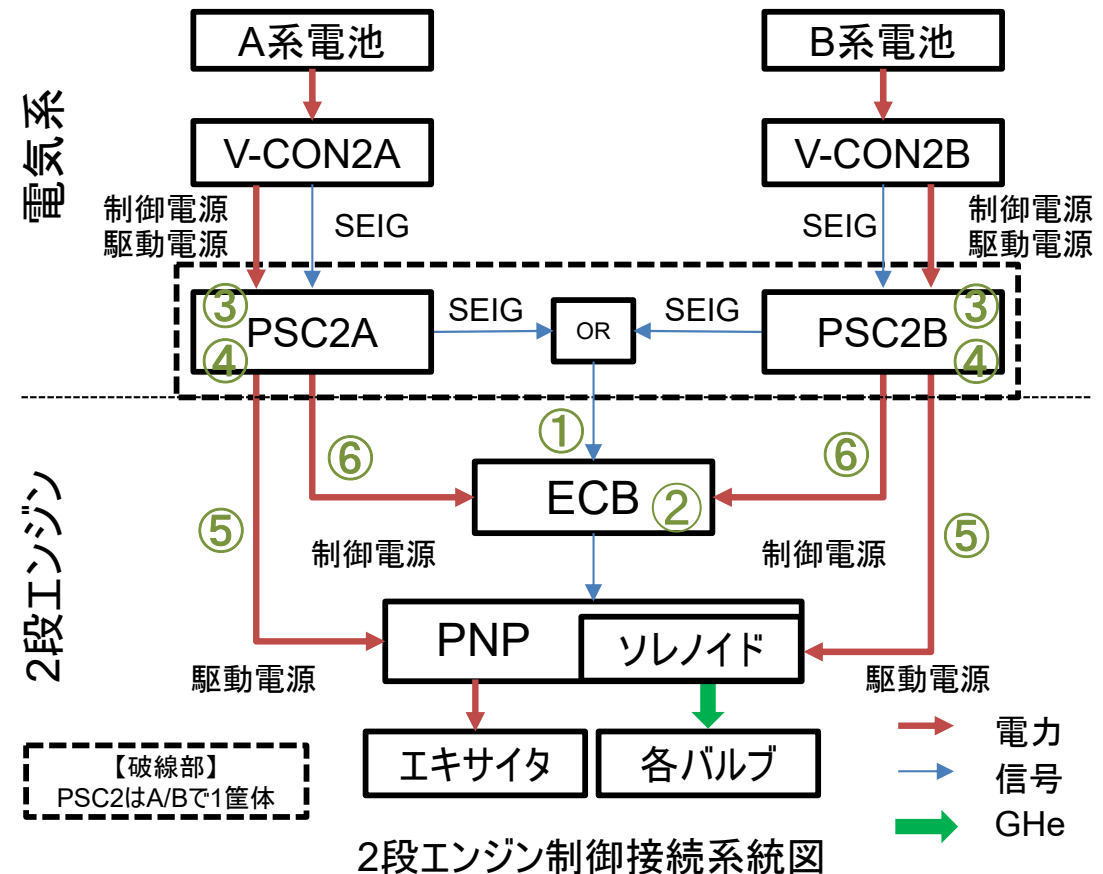 A系電池
B系電池
電気系
V-CON2A
V-CON2B
制御電源
駆動電源
SEIG
SEIG
制御電源
駆動電源
③
PSC2A
④
SEIG
OR
SEIG
③
PSC2B
④
①
⑥
⑥
ECB
②
⑤
⑤
制御電源
制御電源
2段エンジン
PNP
ソレノイド
駆動電源
駆動電源
エキサイタ
各バルブ
電力
信号
GHe
【破線部】
PSC2はA/Bで1筐体
2段エンジン制御接続系統図